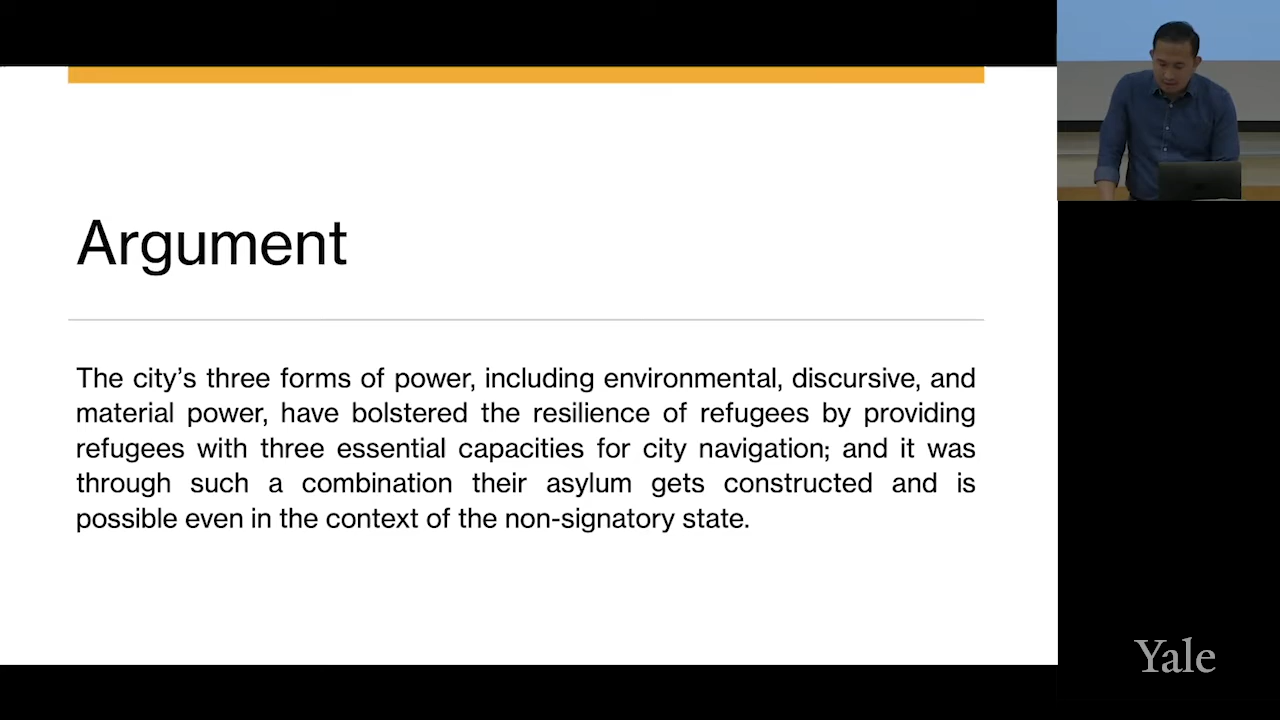 Argument
The city’s three forms of power, including environmental, discursive, and
material power, have bolstered the resilience of refugees by providing
refugees with three essential capacities for city navigation; and it was
through such a combination their asylum gets constructed and is
possible even in the context of the non-signatory state.
Yale